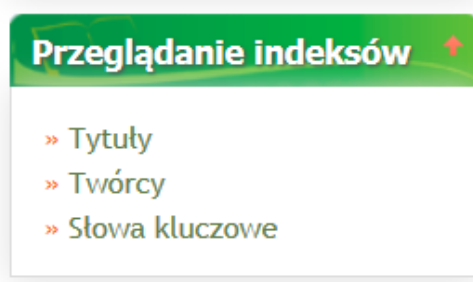 Przeglądanie indeksów
» Tytuły
» Twórcy
» Słowa kluczowe